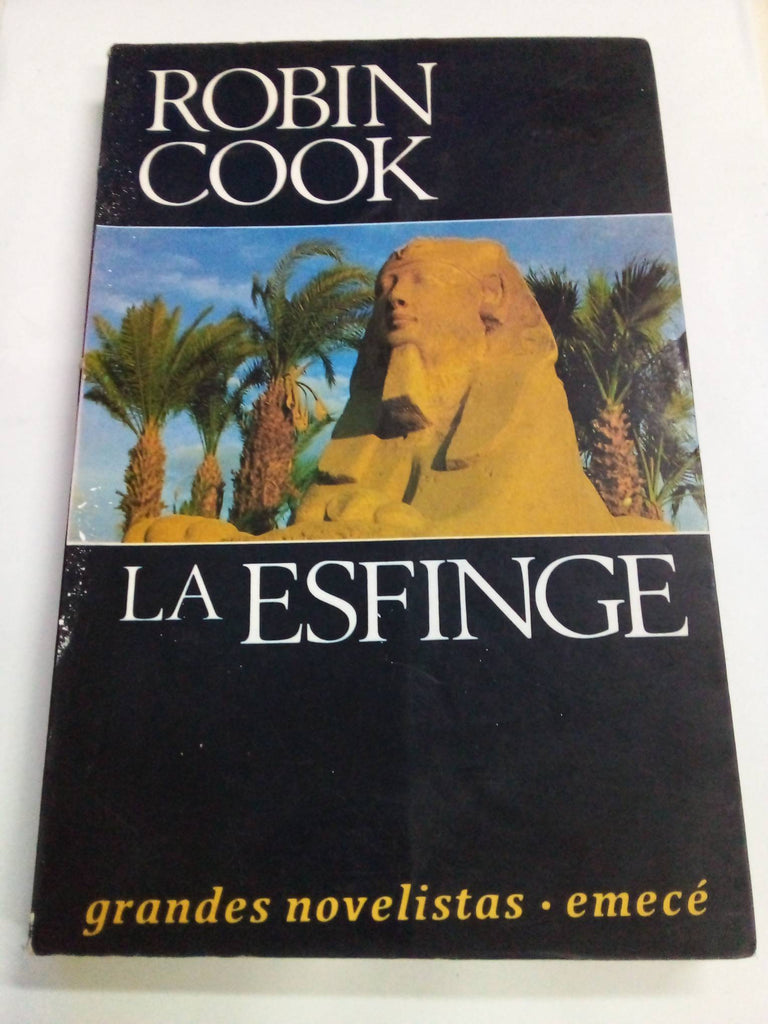 ROBIN
COOK
LA ESFINGE
grandes novelistas · emecé